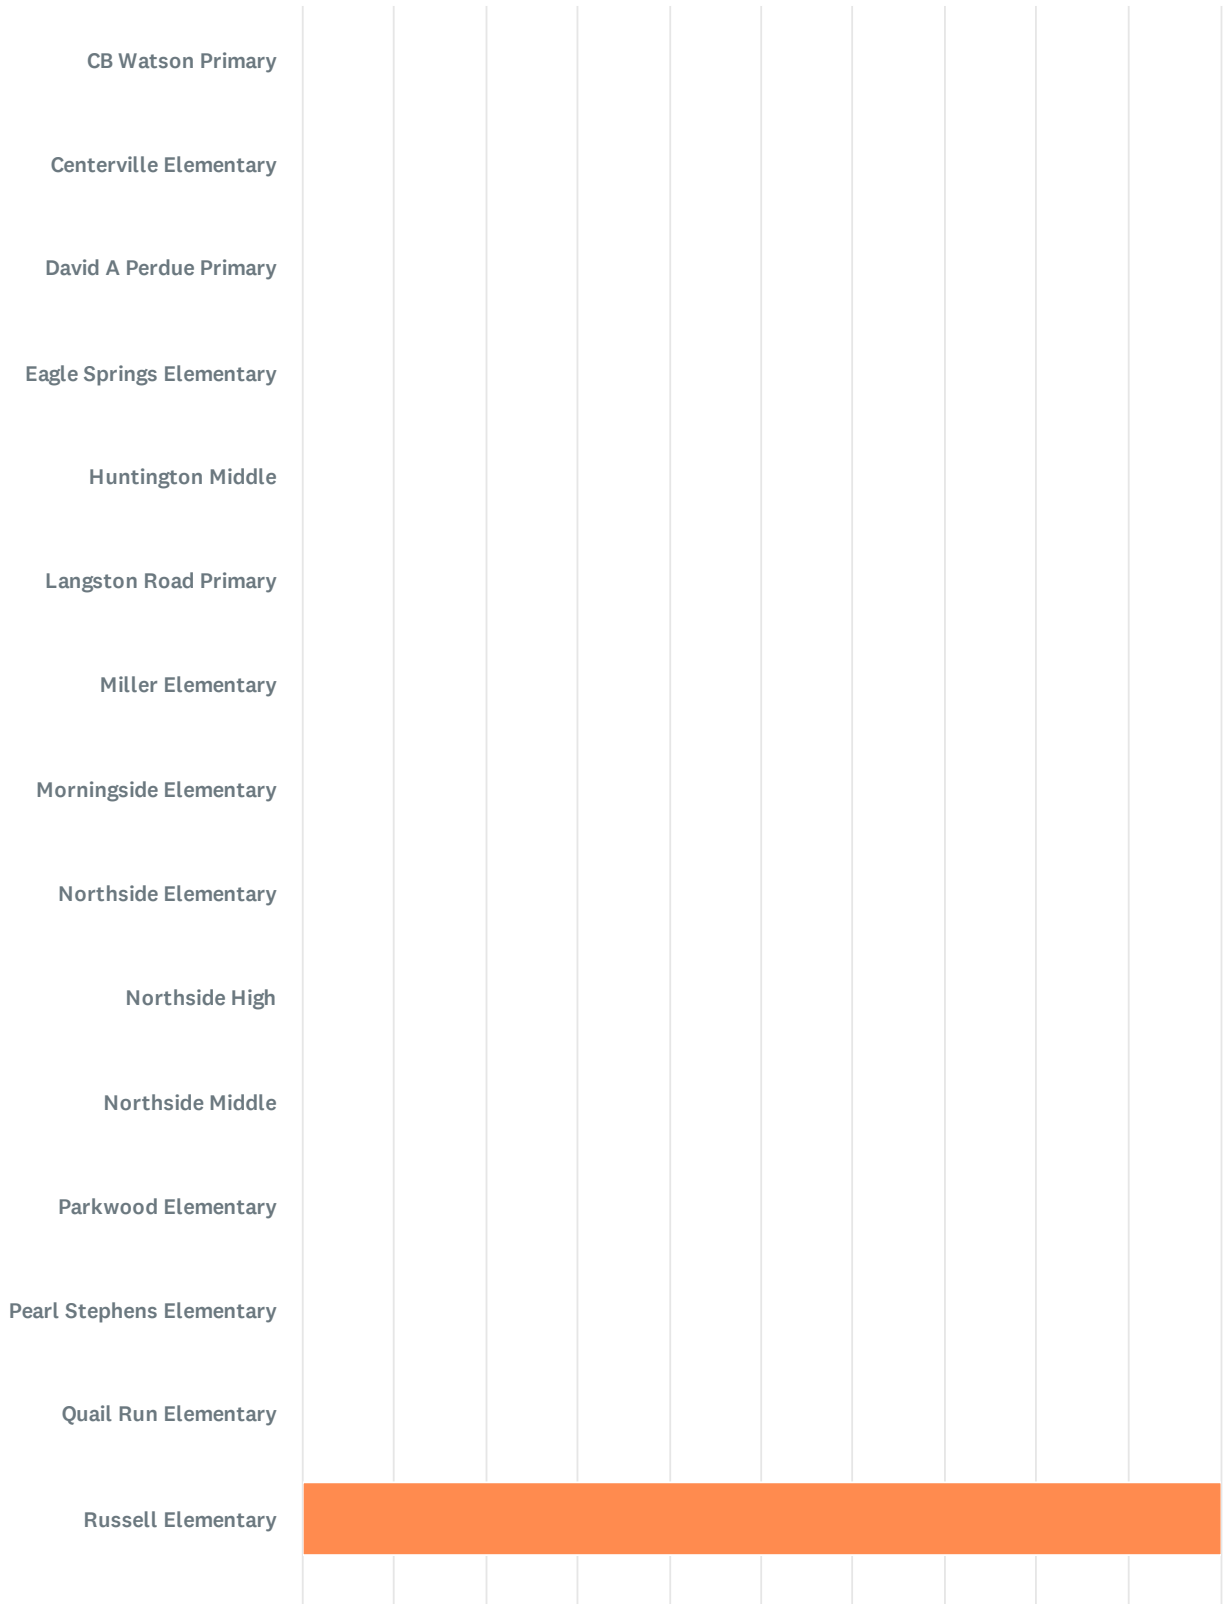 CB Watson Primary
Centerville Elementary
David A Perdue Primary
Eagle Springs Elementary
Huntington Middle
Langston Road Primary
Miller Elementary
Morningside Elementary
Northside Elementary
Northside High
Northside Middle
Parkwood Elementary
Pearl Stephens Elementary
Quail Run Elementary
Russell Elementary